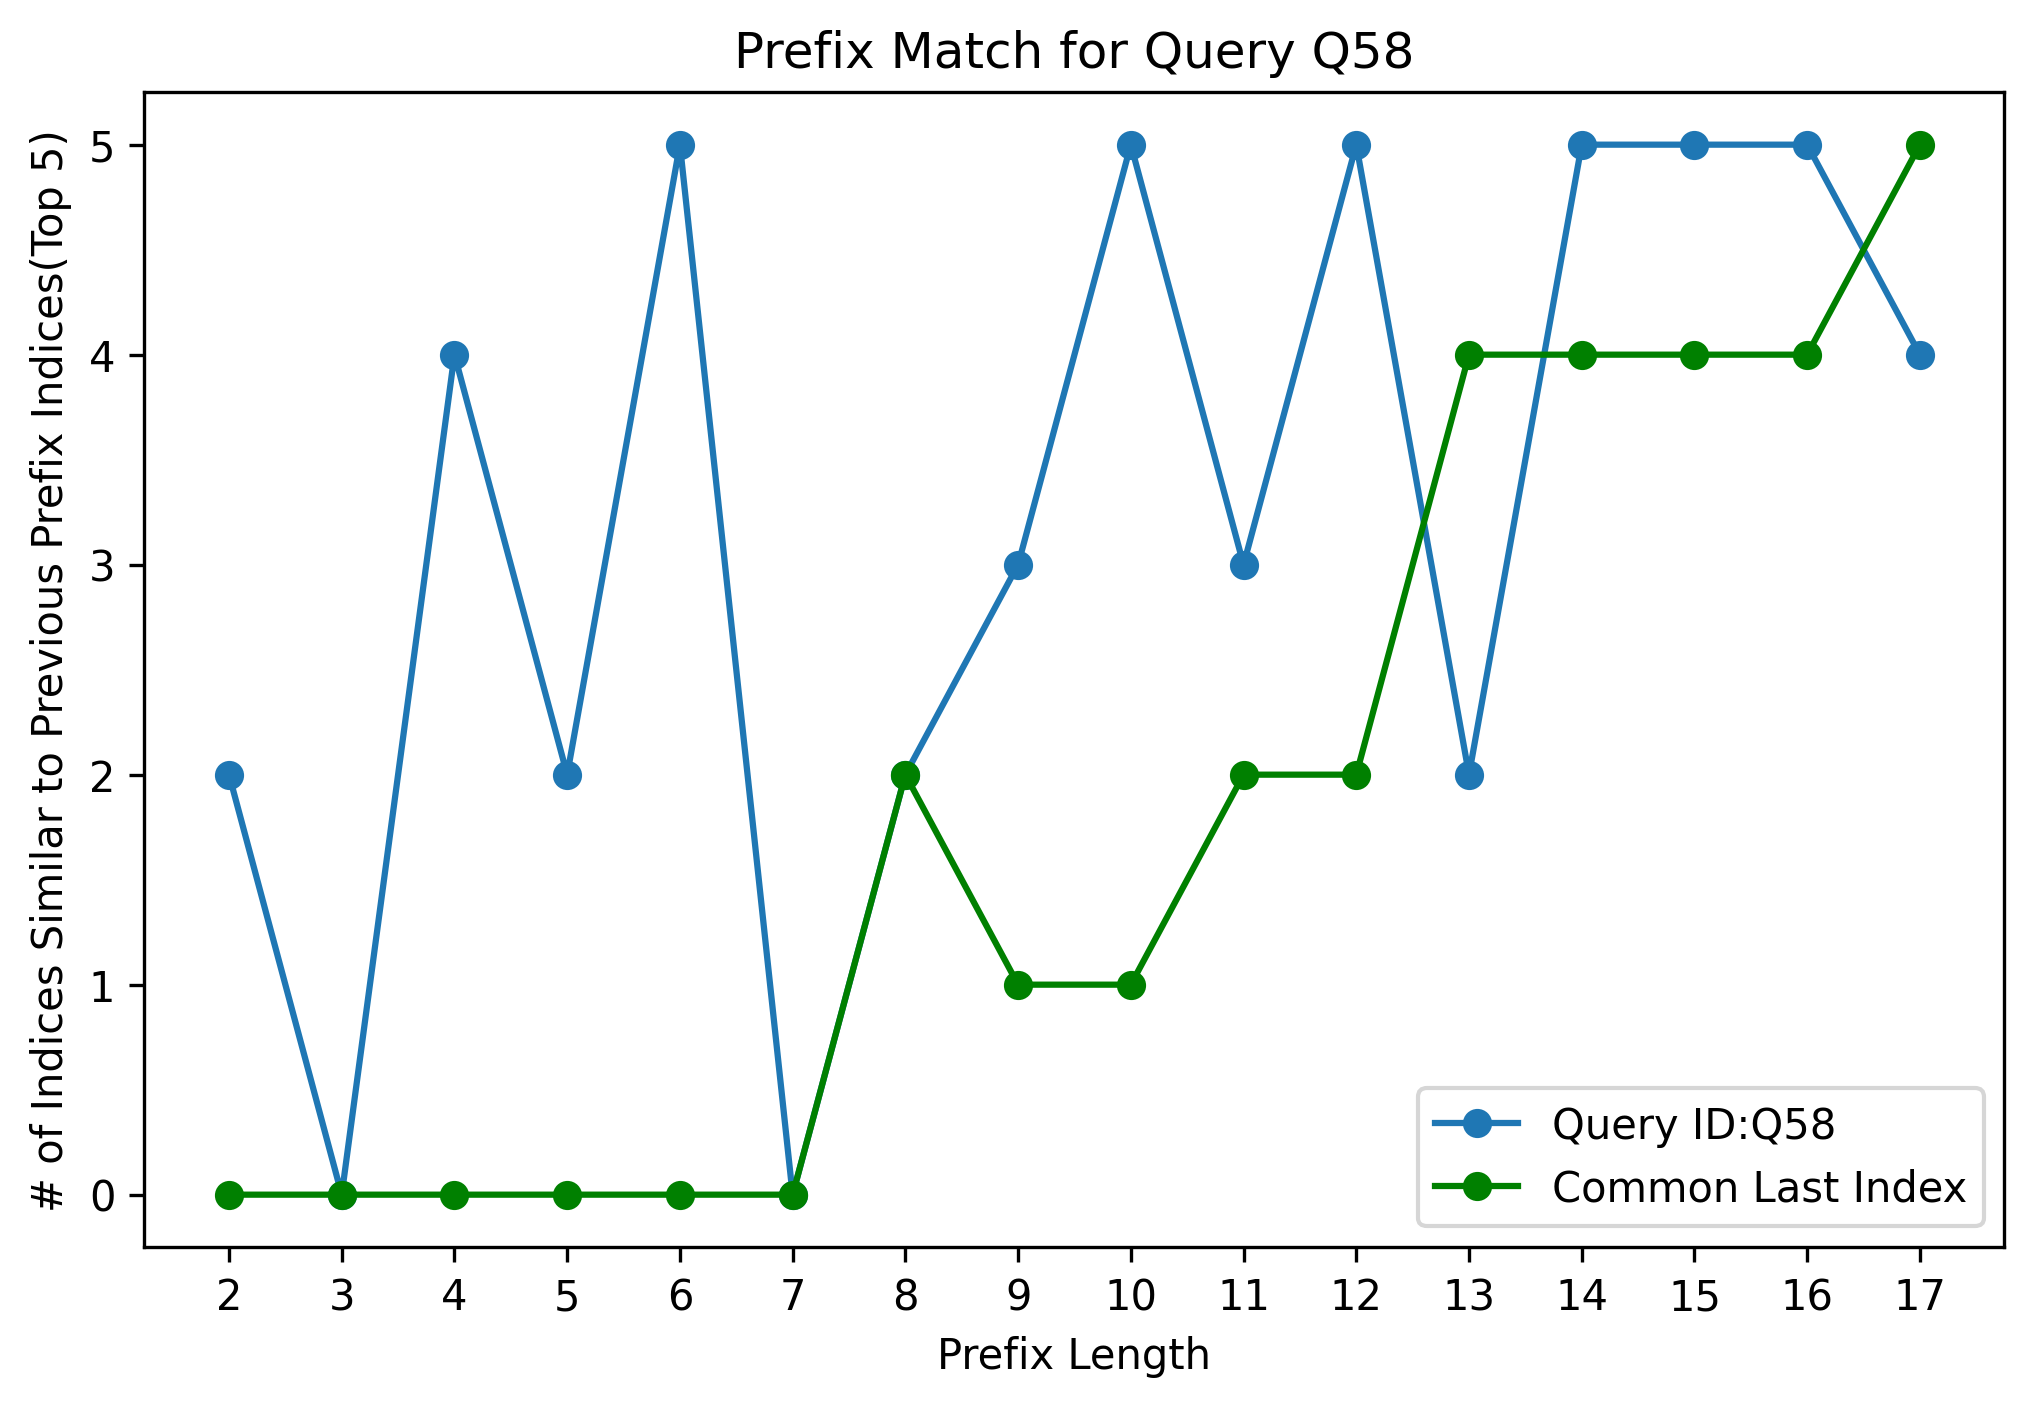 Prefix Match for Query Q58
# of Indices Similar to Previous Prefix Indices(Top 5)
5
4
3
2
1
0
Query ID:Q58
Common Last Index
2 3 4 5 6 7 8 9 10 11 12 13 14 15 16 17
Prefix Length